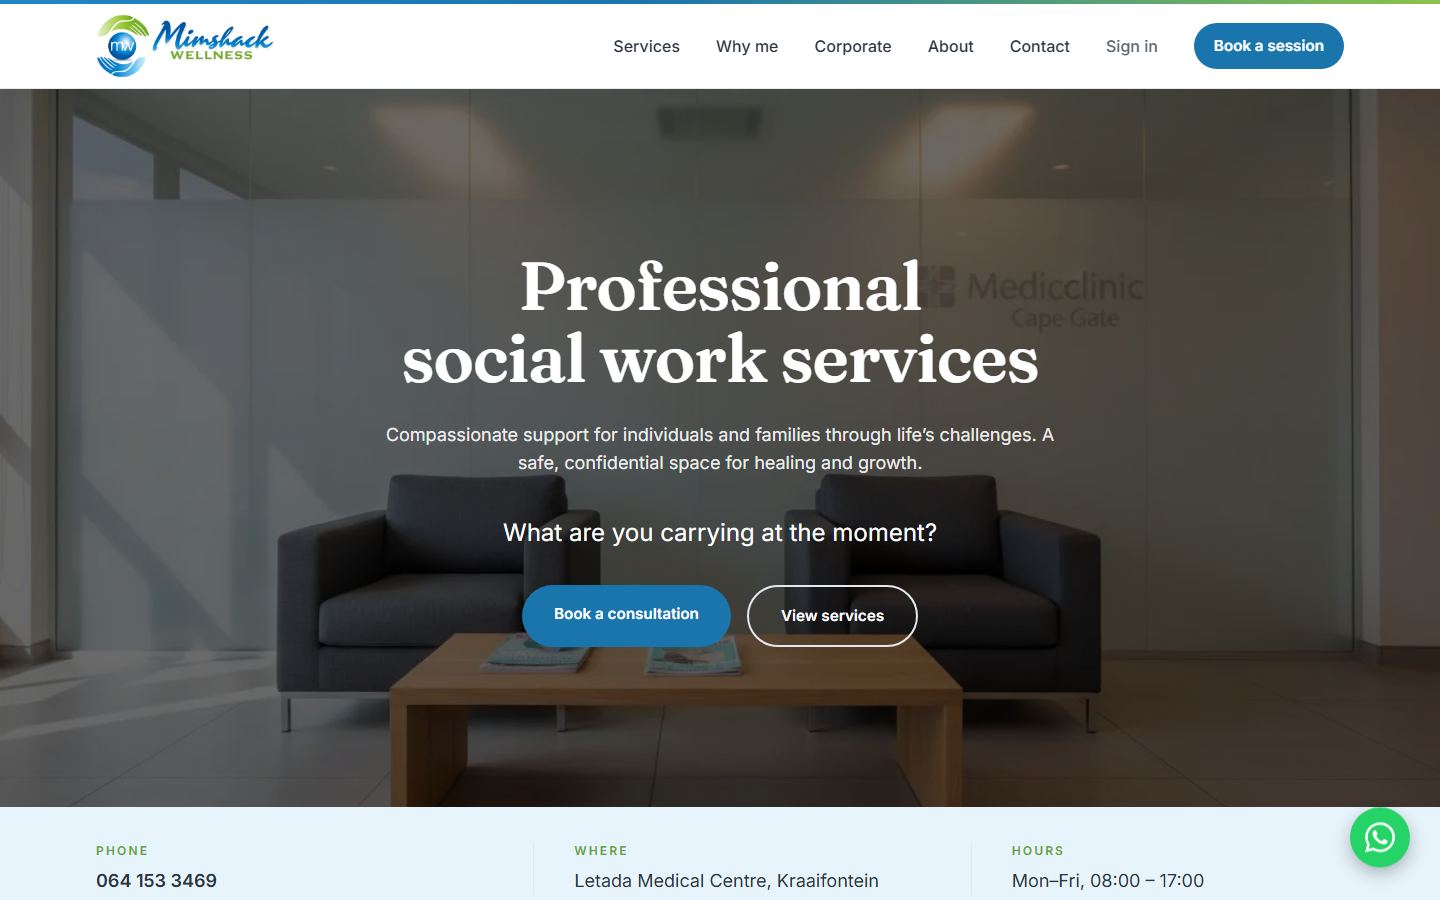 mw
Mimshack
WELLNESS
Services
Why me
Corporate
About
Contact
Sign in
Book a session
Medicclinic
Cape Gate
Professional
social work services
Compassionate support for individuals and families through life’s challenges. A
safe, confidential space for healing and growth.
What are you carrying at the moment?
Book a consultation
View services
PHONE
064 153 3469
WHERE
Letada Medical Centre, Kraaifontein
HOURS
Mon–Fri, 08:00 – 17:00